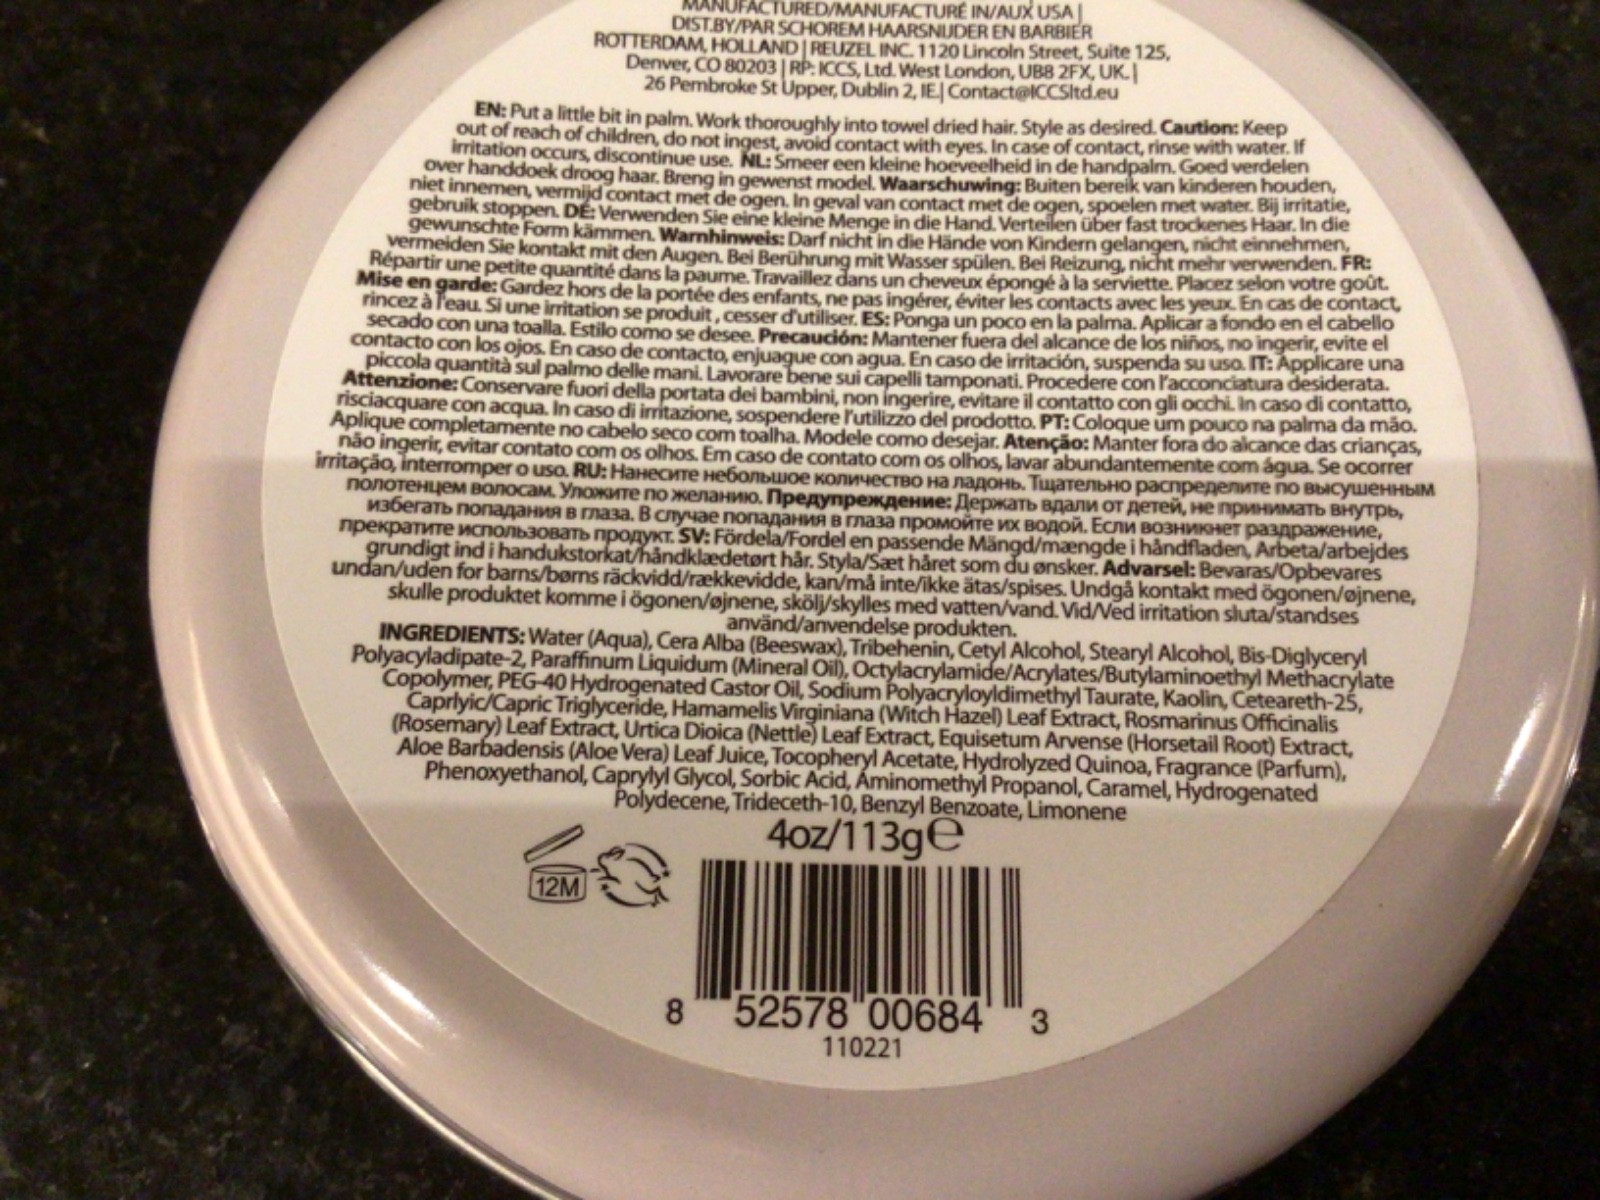 MANUFACTURED/MANUFACTURÉ IN/AUX USA |
DIST.BY/PAR SCHOREM HAARSNIJDER EN BARBIER
ROTTERDAM, HOLLAND | REUZEL INC. 1120 Lincoln Street, Suite 125,
Denver, CO 80203 | RP: ICCS, Ltd. West London, UB8 2FX, UK. |
26 Pembroke St Upper, Dublin 2, IE.| Contact@ICCSltd.eu
EN: Put a little bit in palm. Work thoroughly into towel dried hair. Style as desired. Caution: Keep
out of reach of children, do not ingest, avoid contact with eyes. In case of contact, rinse with water. If
irritation occurs, discontinue use. NL: Smeer een kleine hoeveelheid in de handpalm. Goed verdelen
over handdoek droog haar. Breng in gewenst model. Waarschuwing: Buiten bereik van kinderen houden,
niet innemen, vermijd contact met de ogen. In geval van contact met de ogen, spoelen met water. Bij irritatie,
gebruik stoppen. DE: Verwenden Sie eine kleine Menge in die Hand. Verteilen über fast trockenes Haar. In die
gewunschte Form kämmen. Warnhinweis: Darf nicht in die Hände von Kindern gelangen, nicht einnehmen,
vermeiden Sie kontakt mit den Augen. Bei Berührung mit Wasser spülen. Bei Reizung, nicht mehr verwenden. FR:
Répartir une petite quantité dans la paume. Travaillez dans un cheveux épongé à la serviette. Placez selon votre goût.
Mise en garde: Gardez hors de la portée des enfants, ne pas ingérer, éviter les contacts avec les yeux. En cas de contact,
rincez à l'eau. Si une irritation se produit , cesser d'utiliser. ES: Ponga un poco en la palma. Aplicar a fondo en el cabello
secado con una toalla. Estilo como se desee. Precaución: Mantener fuera del alcance de los niños, no ingerir, evite el
contacto con los ojos. En caso de contacto, enjuague con agua. En caso de irritación, suspenda su uso. IT: Applicare una
piccola quantità sul palmo delle mani. Lavorare bene sui capelli tamponati. Procedere con l'acconciatura desiderata.
Attenzione: Conservare fuori della portata dei bambini, non ingerire, evitare il contatto con gli occhi. In caso di contatto,
risciacquare con acqua. In caso di irritazione, sospendere l'utilizzo del prodotto. PT: Coloque um pouco na palma da mão.
Aplique completamente no cabelo seco com toalha. Modele como desejar. Atenção: Manter fora do alcance das crianças,
não ingerir, evitar contato com os olhos. Em caso de contato com os olhos, lavar abundantemente com água. Se ocorrer
irritação, interromper o uso. RU: Нанесите небольшое количество на ладонь. Тщательно распределите по высушенным
полотенцем волосам. Уложите по желанию. Предупреждение: Держать вдали от детей, не принимать внутрь,
избегать попадания в глаза. В случае попадания в глаза промойте их водой. Если возникнет раздражение,
прекратите использовать продукт. SV: Fördela/Fordel en passende Mängd/mængde i håndfladen, Arbeta/arbejdes
grundigt ind i handukstorkat/håndklædetørt hår. Styla/Sæt håret som du ønsker. Advarsel: Bevaras/Opbevares
undan/uden for barns/børns räckvidd/rækkevidde, kan/må inte/ikke ätas/spises. Undgå kontakt med ögonen/øjnene,
skulle produktet komme i ögonen/øjnene, skölj/skylles med vatten/vand. Vid/Ved irritation sluta/standses
använd/anvendelse produkten.
INGREDIENTS: Water (Aqua), Cera Alba (Beeswax), Tribehenin, Cetyl Alcohol, Stearyl Alcohol, Bis-Diglyceryl
Polyacyladipate-2, Paraffinum Liquidum (Mineral Oil), Octylacrylamide/Acrylates/Butylaminoethyl Methacrylate
Copolymer, PEG-40 Hydrogenated Castor Oil, Sodium Polyacryloyldimethyl Taurate, Kaolin, Ceteareth-25,
Caprlyic/Capric Triglyceride, Hamamelis Virginiana (Witch Hazel) Leaf Extract, Rosmarinus Officinalis
(Rosemary) Leaf Extract, Urtica Dioica (Nettle) Leaf Extract, Equisetum Arvense (Horsetail Root) Extract,
Aloe Barbadensis (Aloe Vera) Leaf Juice, Tocopheryl Acetate, Hydrolyzed Quinoa, Fragrance (Parfum),
Phenoxyethanol, Caprylyl Glycol, Sorbic Acid, Aminomethyl Propanol, Caramel, Hydrogenated
Polydecene, Trideceth-10, Benzyl Benzoate, Limonene
4oz/113g℮
12M
8 52578 00684 3
110221